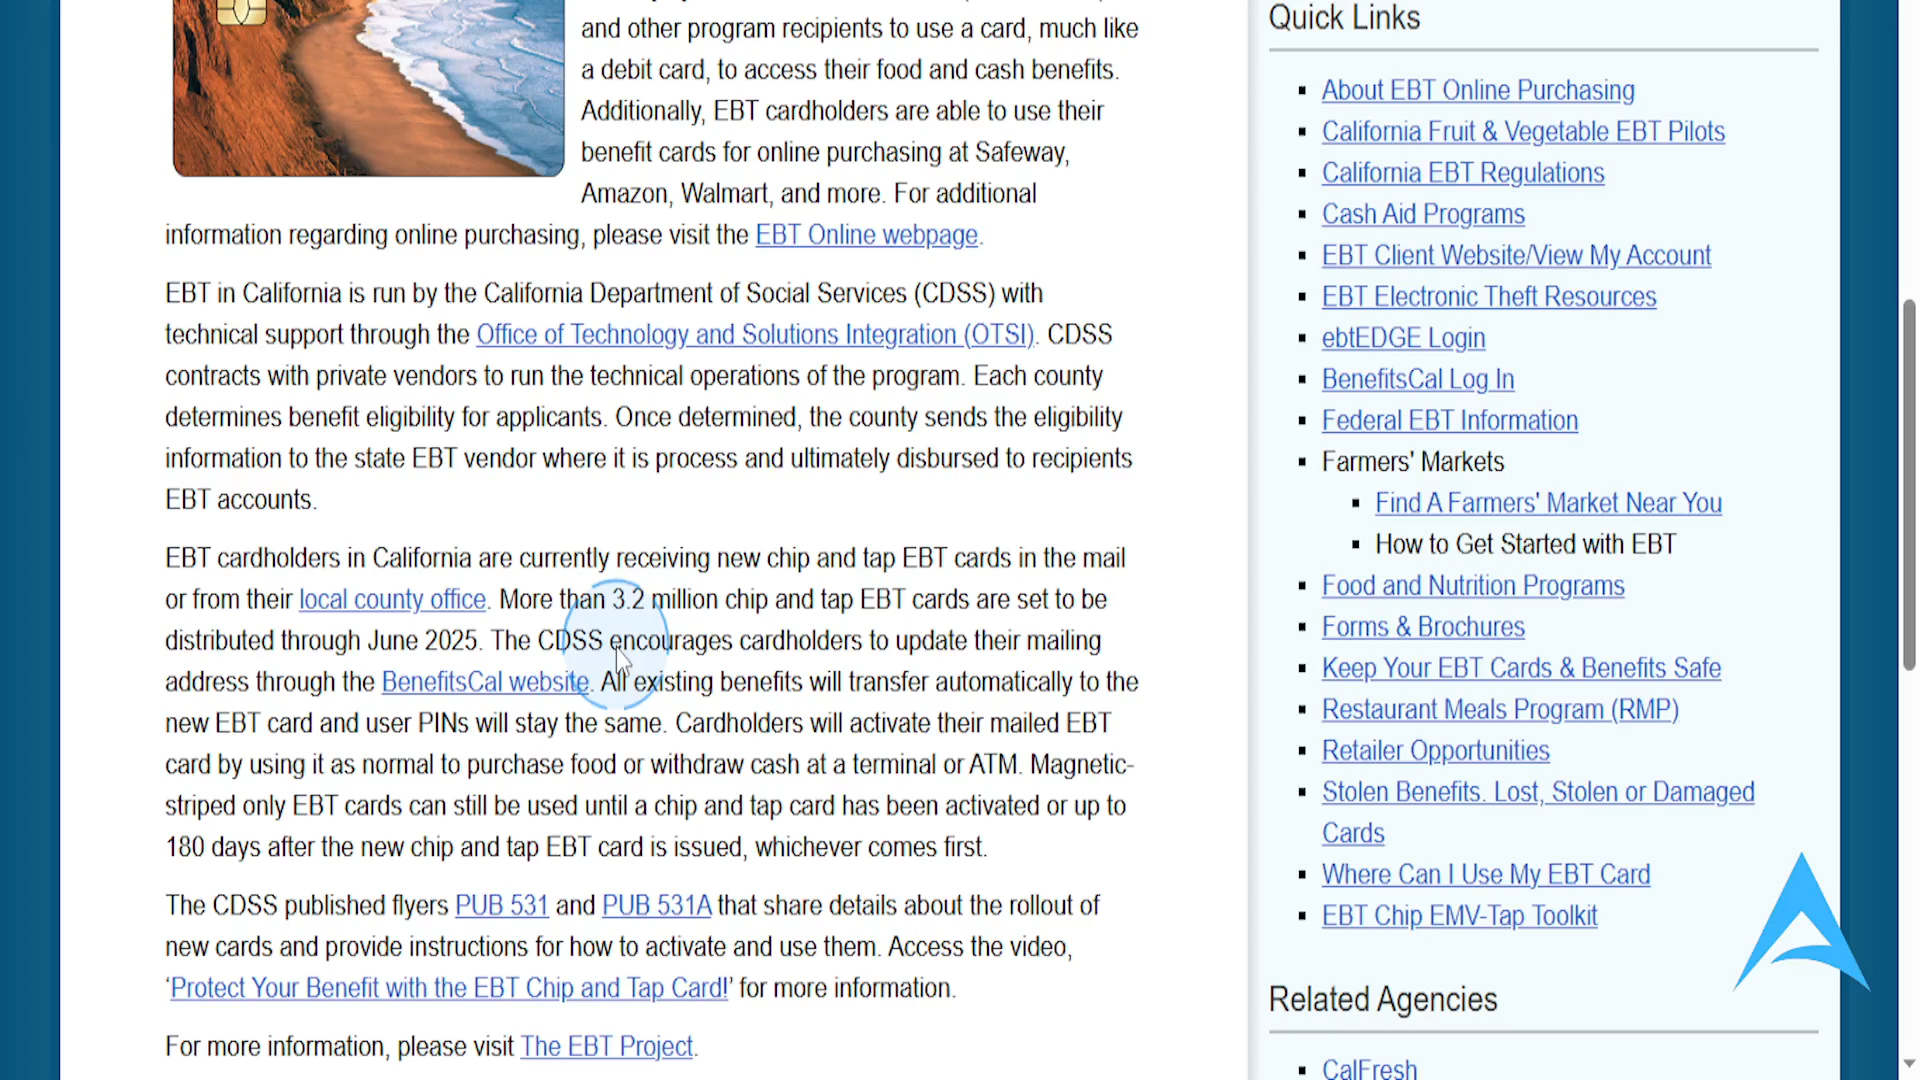 and other program recipients to use a card, much like
a debit card, to access their food and cash benefits.
Additionally, EBT cardholders are able to use their
benefit cards for online purchasing at Safeway,
Amazon, Walmart, and more. For additional
information regarding online purchasing, please visit the EBT Online webpage.
EBT in California is run by the California Department of Social Services (CDSS) with
technical support through the Office of Technology and Solutions Integration (OTSI). CDSS
contracts with private vendors to run the technical operations of the program. Each county
determines benefit eligibility for applicants. Once determined, the county sends the eligibility
information to the state EBT vendor where it is process and ultimately disbursed to recipients
EBT accounts.
EBT cardholders in California are currently receiving new chip and tap EBT cards in the mail
or from their local county office. More than 3.2 million chip and tap EBT cards are set to be
distributed through June 2025. The CDSS encourages cardholders to update their mailing
address through the BenefitsCal website. All existing benefits will transfer automatically to the
new EBT card and user PINs will stay the same. Cardholders will activate their mailed EBT
card by using it as normal to purchase food or withdraw cash at a terminal or ATM. Magnetic-
striped only EBT cards can still be used until a chip and tap card has been activated or up to
180 days after the new chip and tap EBT card is issued, whichever comes first.
The CDSS published flyers PUB 531 and PUB 531A that share details about the rollout of
new cards and provide instructions for how to activate and use them. Access the video,
‘Protect Your Benefit with the EBT Chip and Tap Card!’ for more information.
For more information, please visit The EBT Project.
Quick Links
About EBT Online Purchasing
California Fruit & Vegetable EBT Pilots
California EBT Regulations
Cash Aid Programs
EBT Client Website/View My Account
EBT Electronic Theft Resources
ebtEDGE Login
BenefitsCal Log In
Federal EBT Information
Farmers' Markets
Find A Farmers' Market Near You
How to Get Started with EBT
Food and Nutrition Programs
Forms & Brochures
Keep Your EBT Cards & Benefits Safe
Restaurant Meals Program (RMP)
Retailer Opportunities
Stolen Benefits. Lost, Stolen or Damaged
Cards
Where Can I Use My EBT Card
EBT Chip EMV-Tap Toolkit
Related Agencies
CalFresh